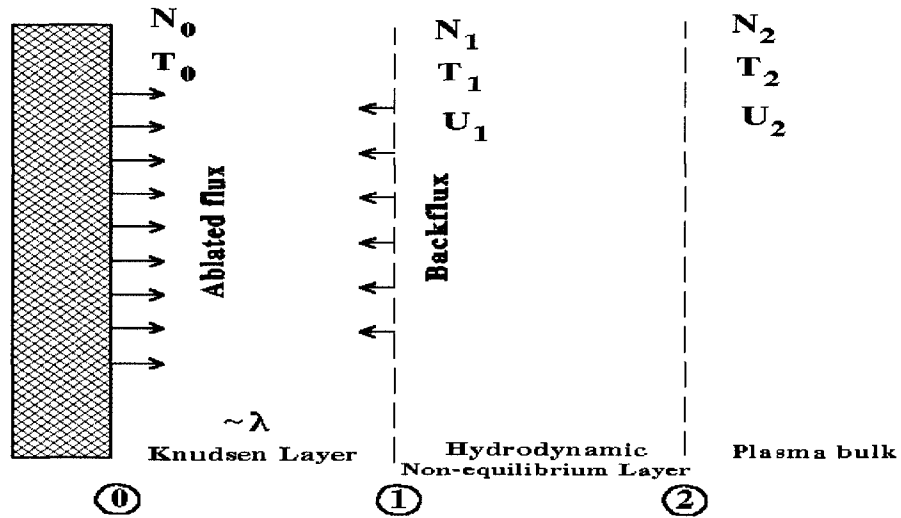 N₀
T₀
N₁
T₁
U₁
N₂
T₂
U₂
Ablated flux
Backflux
~λ
Knudsen Layer
Hydrodynamic
Non-equilibrium Layer
Plasma bulk
0
1
2